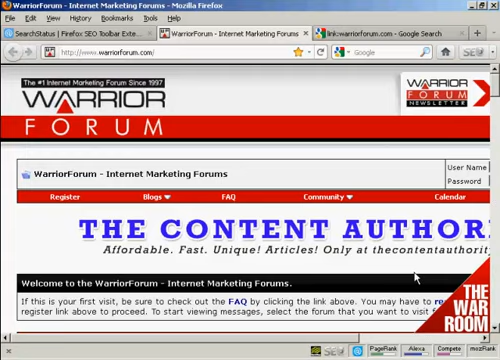 WarriorForum - Internet Marketing Forums - Mozilla Firefox
Edit View History Bookmarks Tools Help
SearchStatus | Firefox SEO Toolbar Exte...
WarriorForum - Internet Marketing Forums
link:warriorforum.com - Google Search
http://www.warriorforum.com/
Google
The #1 Internet Marketing Forum Since 1997
WARRIOR
FORUM
WARRIOR
FORUM
NEWSLETTER
WarriorForum - Internet Marketing Forums
User Name
Password
Register Blogs FAQ Community Calendar
THE CONTENT AUTHOR
Affordable. Fast. Unique! Articles! Only at thecontentauthority
Welcome to the WarriorForum - Internet Marketing Forums.
If this is your first visit, be sure to check out the FAQ by clicking the link above. You may have to re
register link above to proceed. To start viewing messages, select the forum that you want to visit
THE
WAR
ROOM
PageRank Alexa Compete mozRank